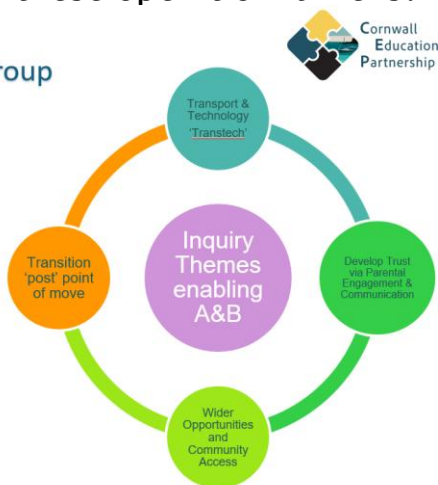 Cornwall
Education
Partnership
roup
Transport &
Technology
'Transtech'
Inquiry
Themes
enabling
A&B
Develop Trust
via Parental
Engagement &
Communication
Transition
'post' point
of move
Wider
Opportunities
and
Community
Access